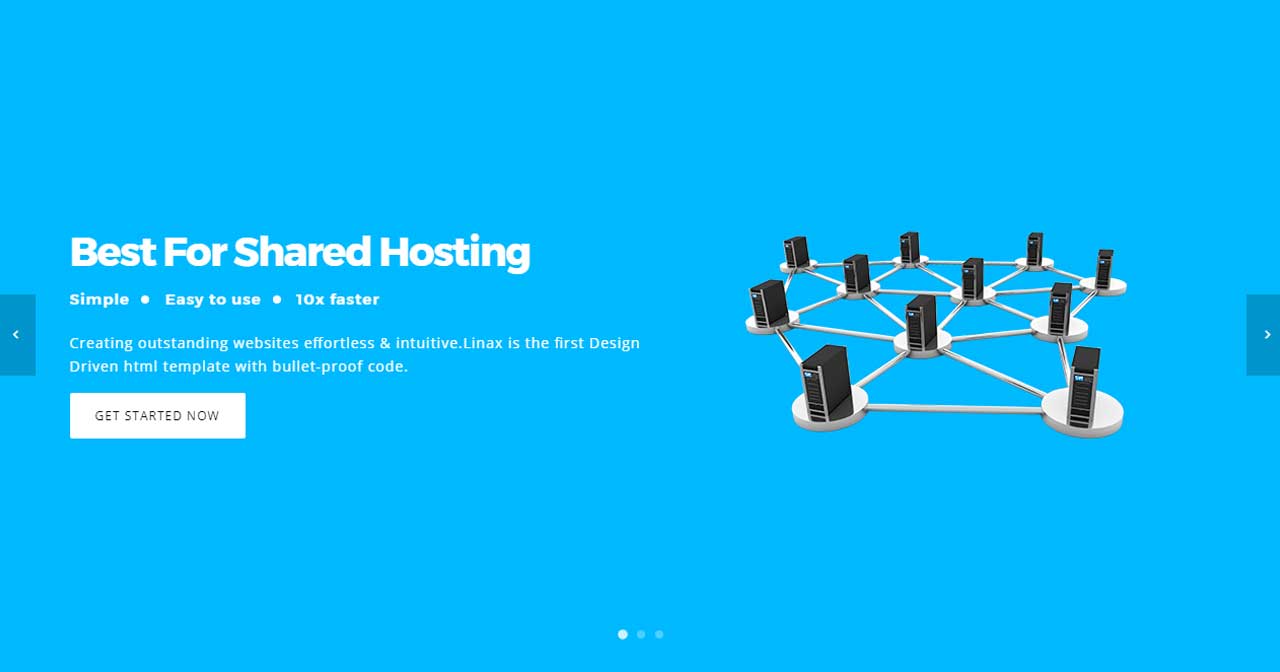 Best For Shared Hosting
Simple ● Easy to use ● 10x faster
Creating outstanding websites effortless & intuitive.Linax is the first Design
Driven html template with bullet-proof code.
GET STARTED NOW